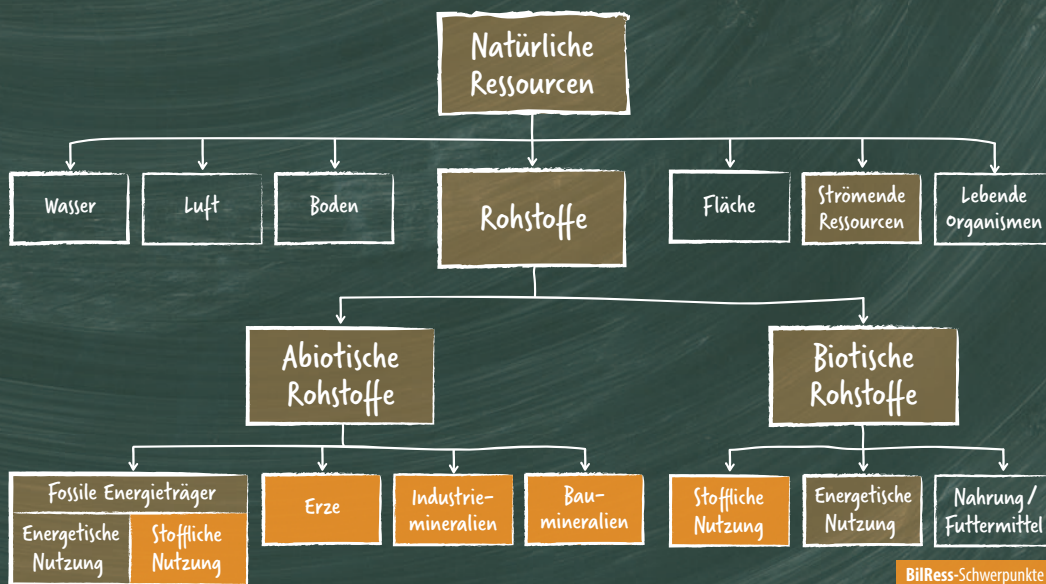 Natürliche
Ressourcen
Wasser
Luft
Boden
Rohstoffe
Fläche
Strömende
Ressourcen
Lebende
Organismen
Abiotische
Rohstoffe
Biotische
Rohstoffe
Fossile Energieträger
Energetische
Nutzung
Stoffliche
Nutzung
Erze
Industrie-
mineralien
Bau-
mineralien
Stoffliche
Nutzung
Energetische
Nutzung
Nahrung /
Futtermittel
BilRess-Schwerpunkte